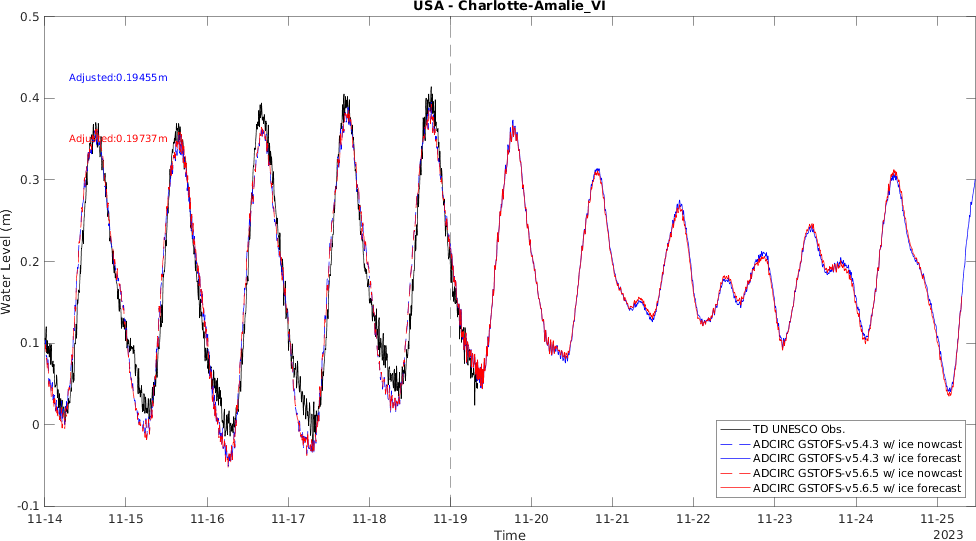 USA - Charlotte-Amalie_VI
0.5
Adjusted:0.19455m
0.4
Adjusted:0.19737m
0.3
Water Level (m)
0.2
0.1
0
-0.1
TD UNESCO Obs.
ADCIRC GSTOFS-v5.4.3 w/ ice nowcast
ADCIRC GSTOFS-v5.4.3 w/ ice forecast
ADCIRC GSTOFS-v5.6.5 w/ ice nowcast
ADCIRC GSTOFS-v5.6.5 w/ ice forecast
11-14 11-15 11-16 11-17 11-18 11-19 11-20 11-21 11-22 11-23 11-24 11-25
Time
2023